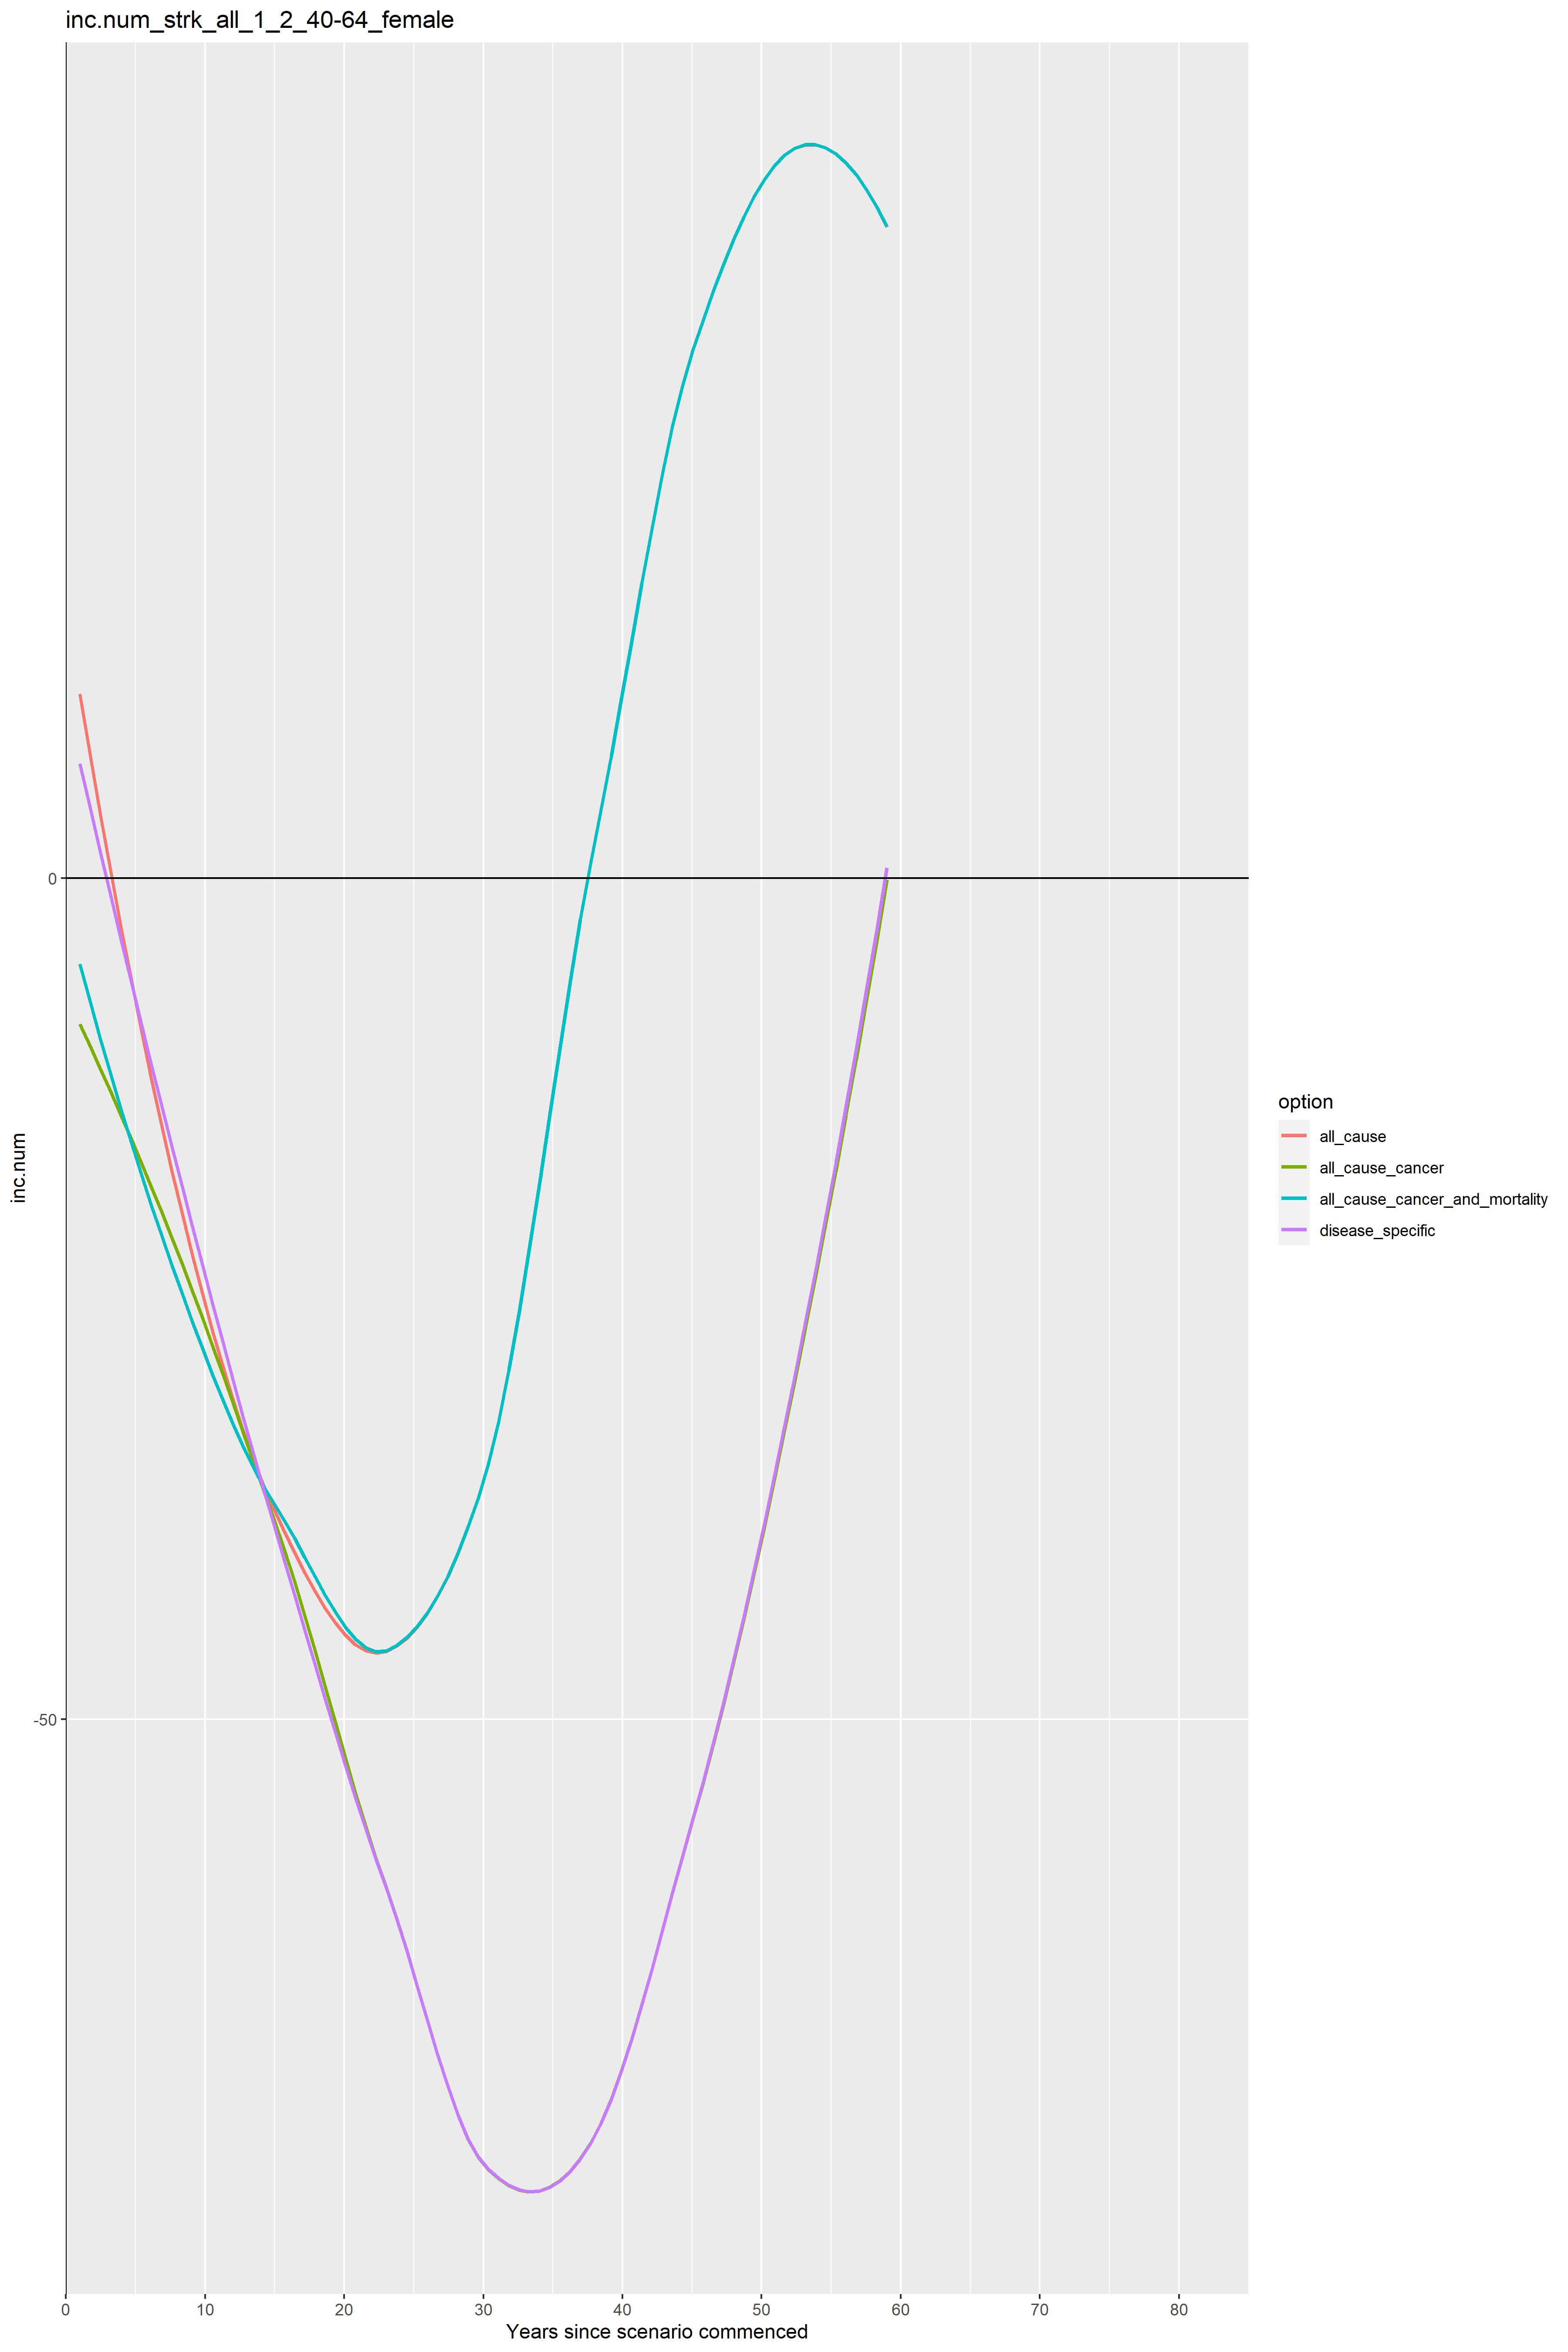 inc.num_strk_all_1_2_40-64_female
inc.num
0
-50
0 10 20 30 40 50 60 70 80
Years since scenario commenced
option
all_cause
all_cause_cancer
all_cause_cancer_and_mortality
disease_specific